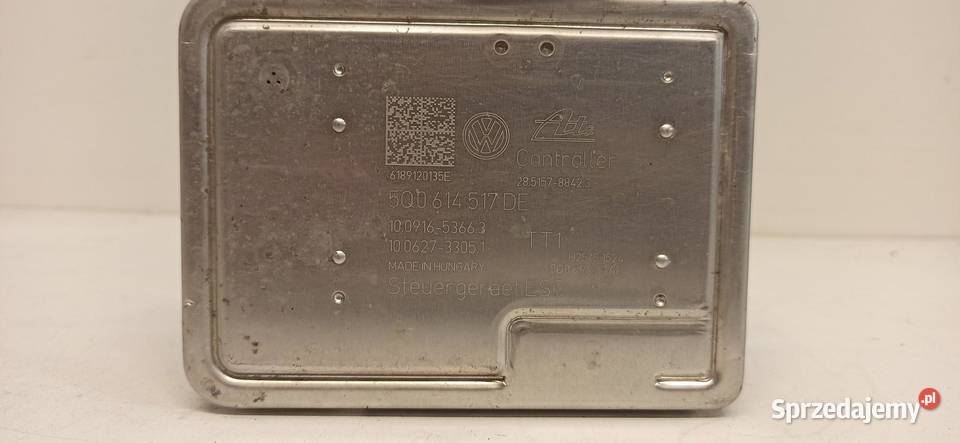 Ate
Controller
6189120135E
28.5157-8842.3
5Q0 614 517 DE
10.0916-5366.3
10.0627-3305.1
TT1
MADE IN HUNGARY
Steuergeraet ESC
Sprzedajemy.pl